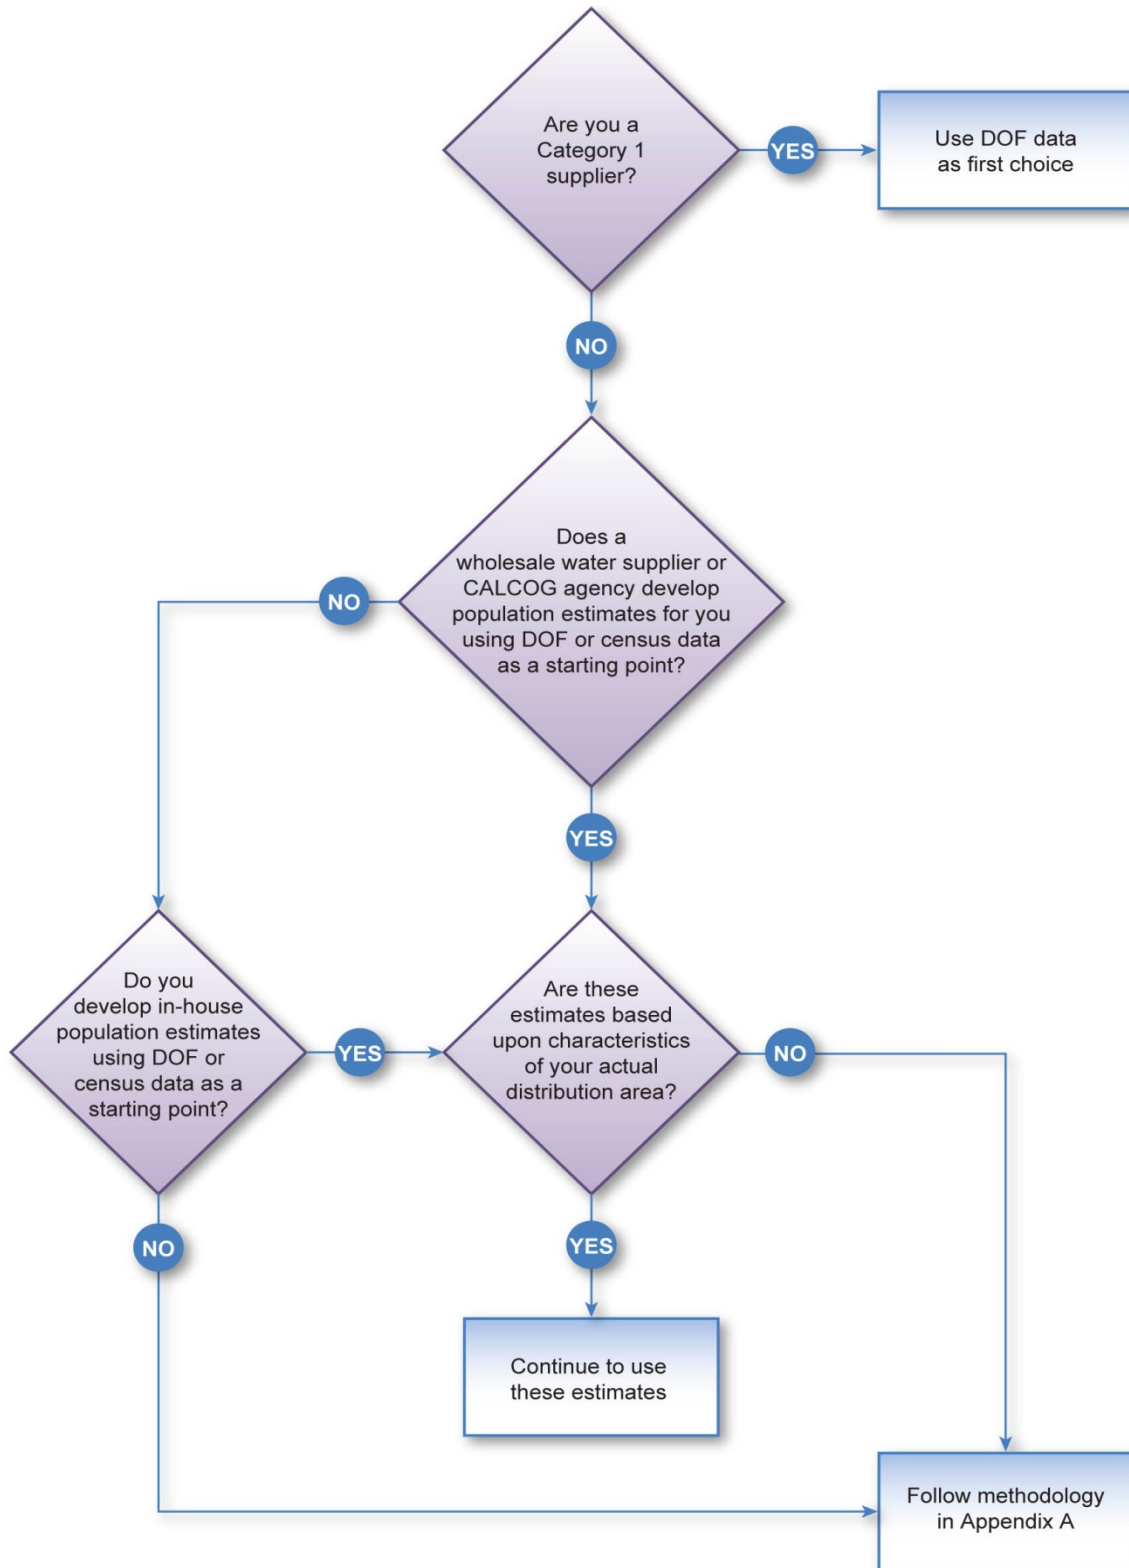 Are you a
Category 1
supplier?
YES
Use DOF data
as first choice
NO
Does a
wholesale water supplier or
CALCOG agency develop
population estimates for you
using DOF or census data
as a starting point?
NO
YES
Do you
develop in-house
population estimates
using DOF or
census data as a
starting point?
YES
Are these
estimates based
upon characteristics
of your actual
distribution area?
NO
NO
YES
Continue to use
these estimates
Follow methodology
in Appendix A